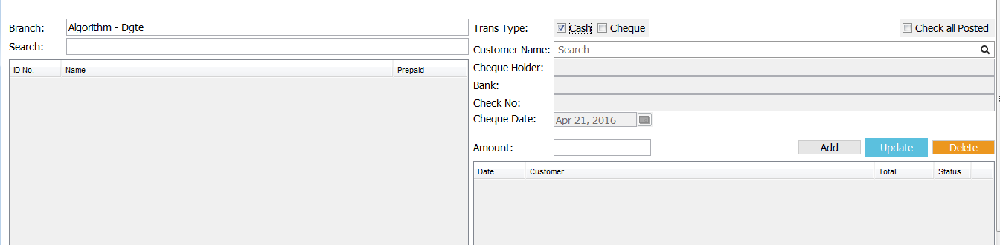 Branch: Algorithm - Dgte
Search:
ID No. Name Prepaid
Trans Type: Cash Cheque Check all Posted
Customer Name: Search
Cheque Holder:
Bank:
Check No:
Cheque Date: Apr 21, 2016
Amount: Add Update Delete
Date Customer Total Status